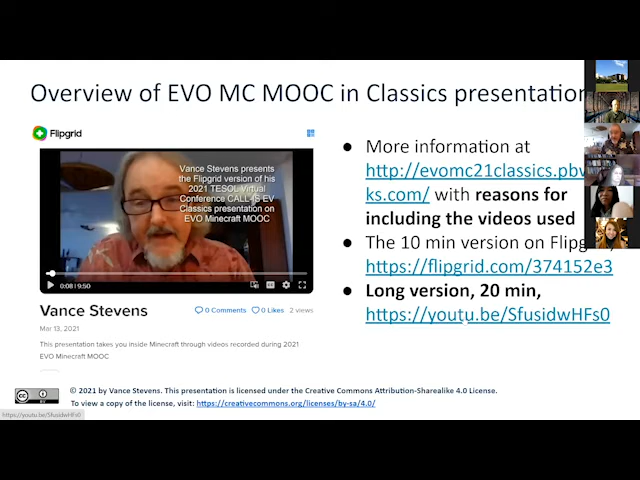 Overview of EVO MC MOOC in Classics presentation
Flipgrid
Vance Stevens presents
the Flipgrid version of his
2021 TESOL Virtual
Conference CALL-IS EV
Classics presentation on
EVO Minecraft MOOC
0:08 / 9:50
Vance Stevens
0 Comments
0 Likes
2 views
Mar 13, 2021
This presentation takes you inside Minecraft through videos recorded during 2021
EVO Minecraft MOOC
● More information at
http://evomc21classics.pbw
ks.com/ with reasons for
including the videos used
● The 10 min version on Flipg
https://flipgrid.com/374152e3
● Long version, 20 min,
https://youtu.be/SfusidwHFs0
© 2021 by Vance Stevens. This presentation is licensed under the Creative Commons Attribution-Sharealike 4.0 License.
To view a copy of the license, visit: https://creativecommons.org/licenses/by-sa/4.0/
https://youtu.be/SfusidwHFs0